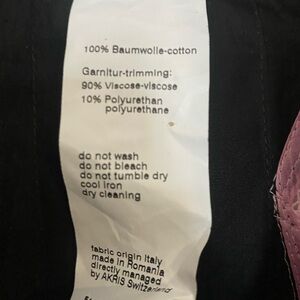 100% Baumwolle-cotton
Garnitur-trimming:
90% Viscose-viscose
10% Polyurethan
polyurethane
do not wash
do not bleach
do not tumble dry
cool iron
dry cleaning
fabric origin Italy
made in Romania
directly managed
by AKRIS Switzerland